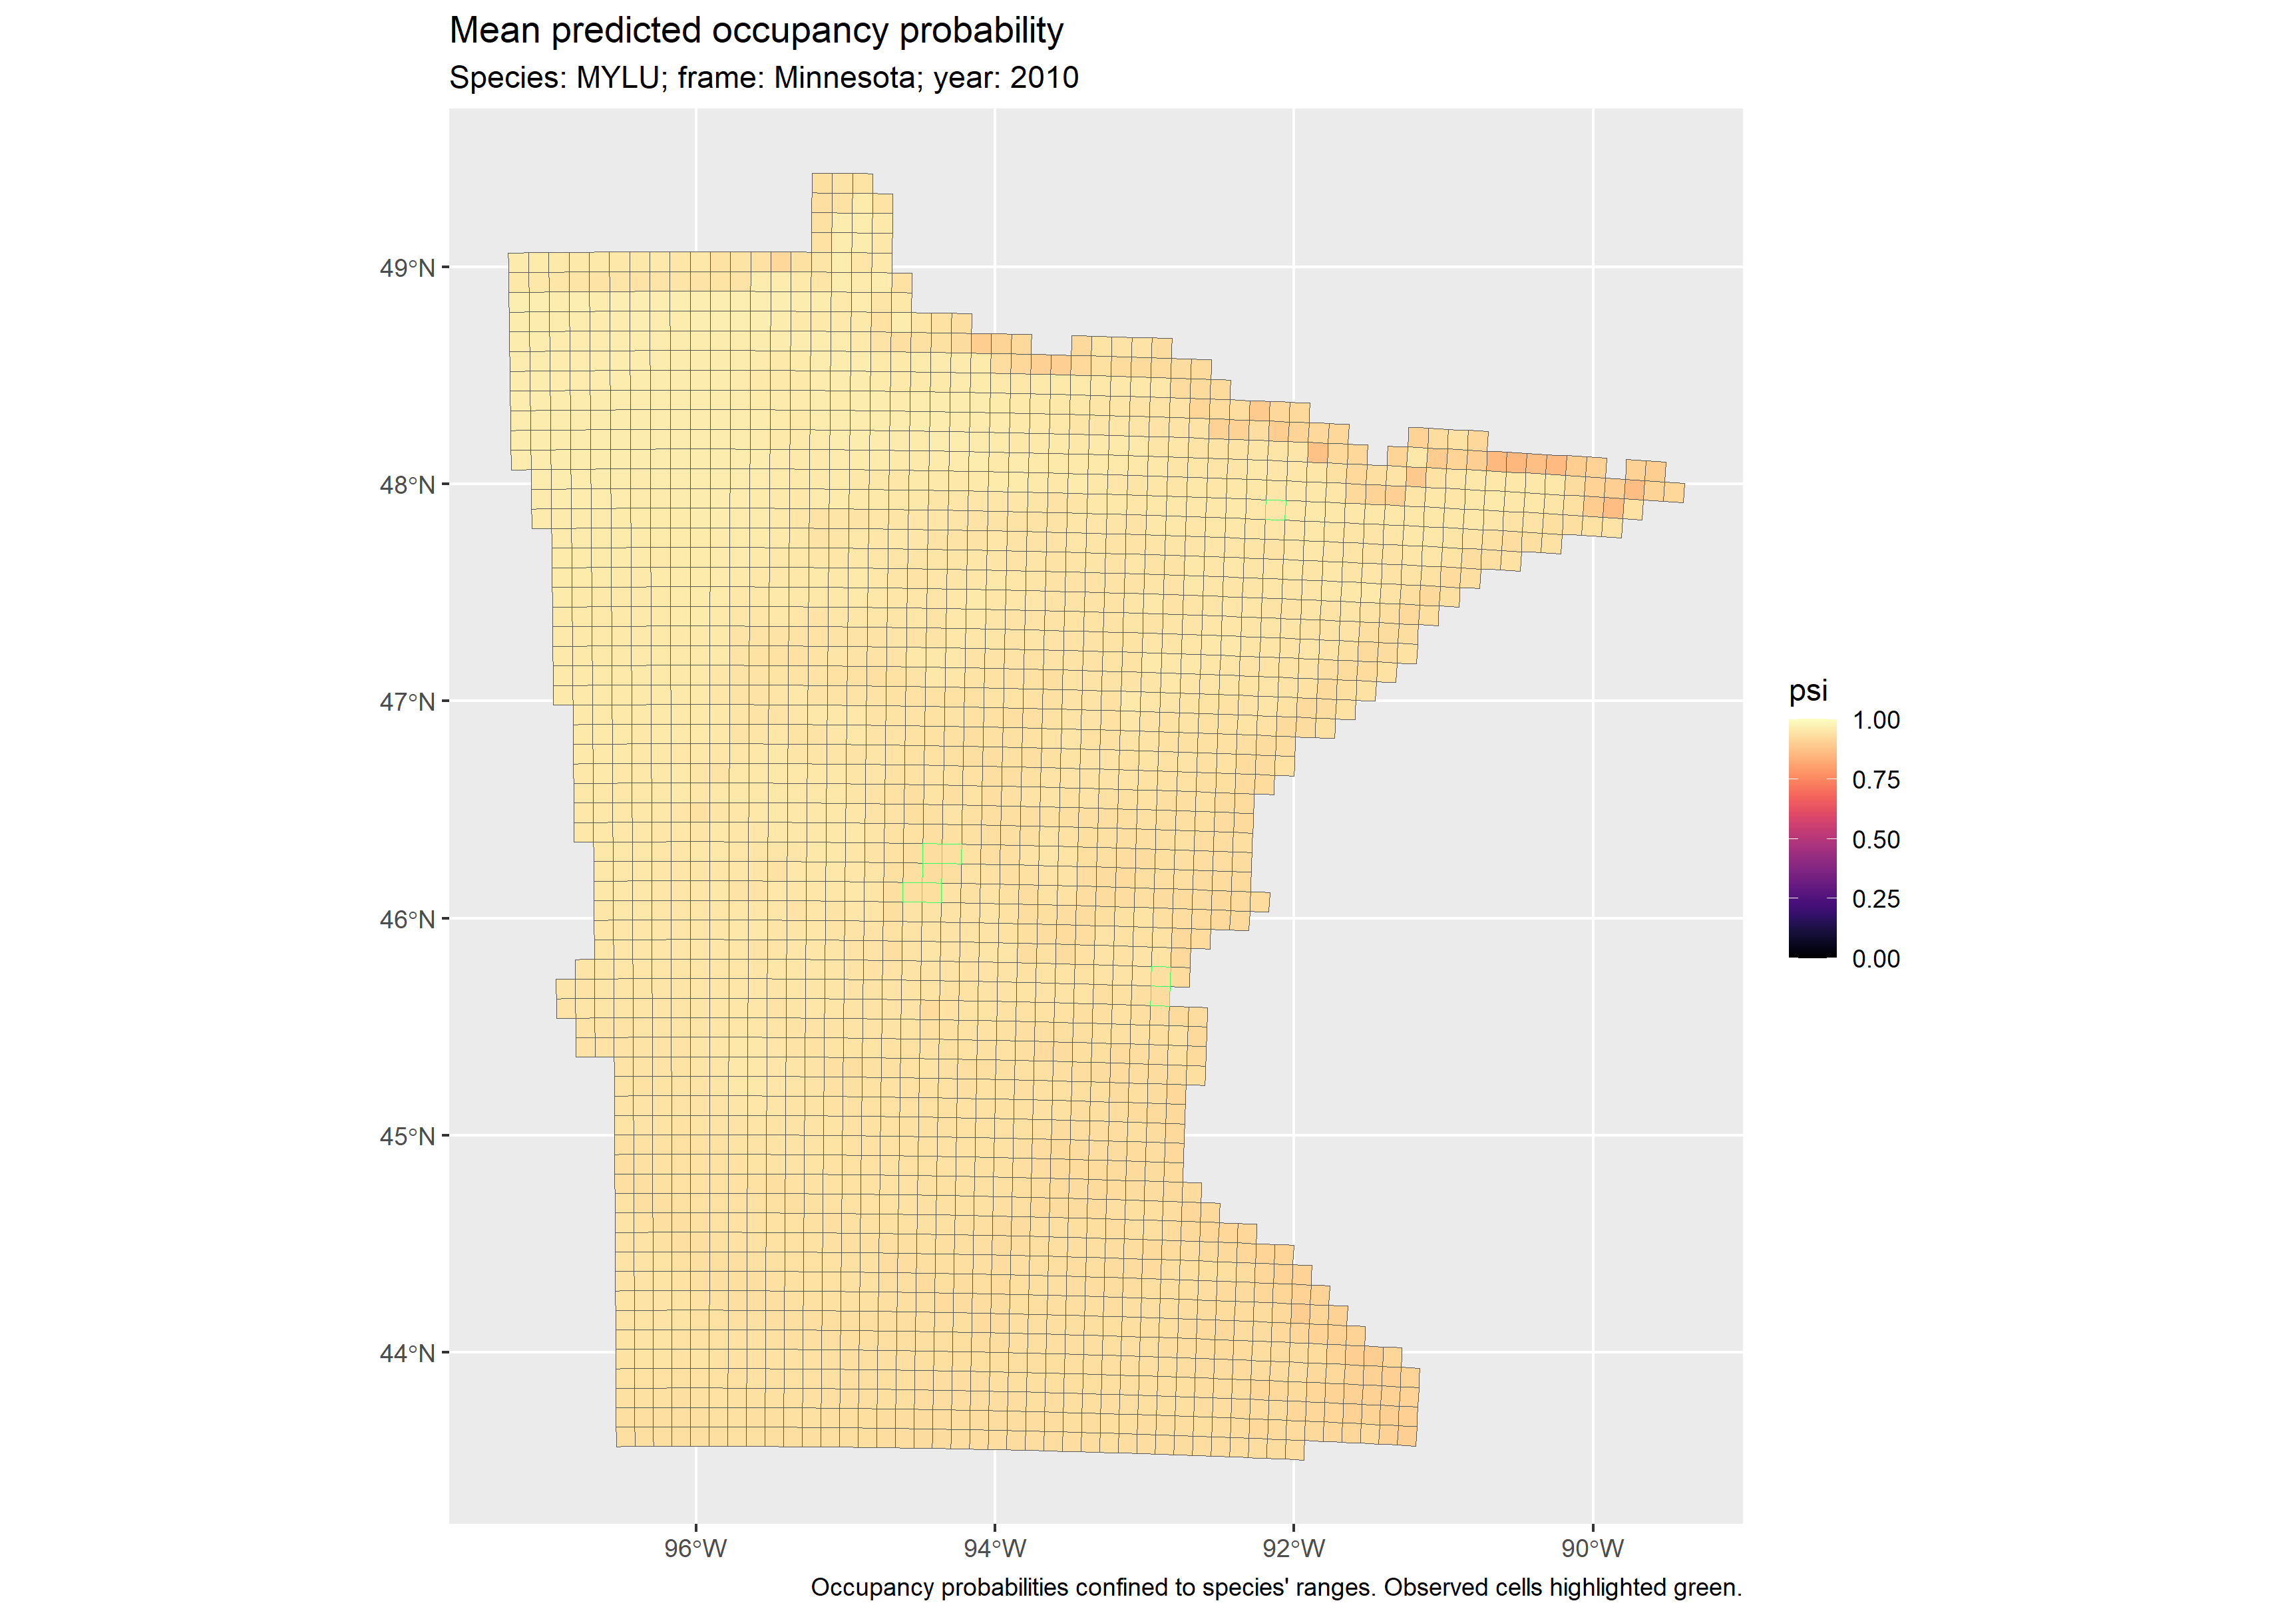 Mean predicted occupancy probability
Species: MYLU; frame: Minnesota; year: 2010
49°N
48°N
47°N
46°N
45°N
44°N
96°W
94°W
92°W
90°W
psi
1.00
0.75
0.50
0.25
0.00
Occupancy probabilities confined to species' ranges. Observed cells highlighted green.